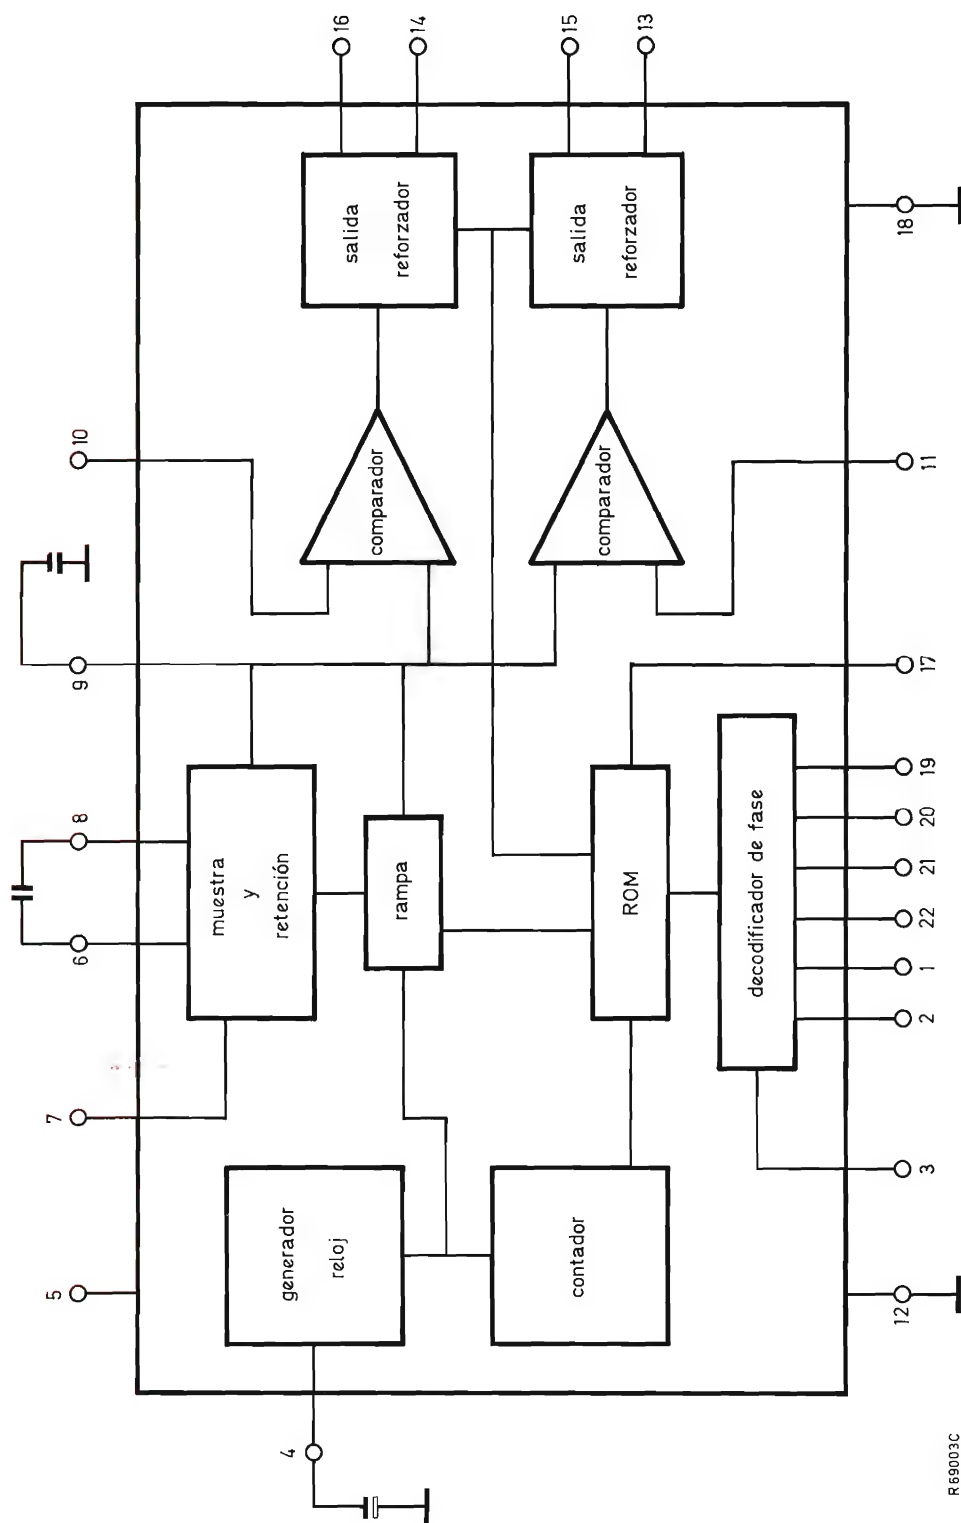 5
7
6
8
9
10
4
generador
reloj
muestra
y
retención
rampa
comparador
salida
reforzador
16
14
contador
ROM
comparador
salida
reforzador
15
13
decodificador de fase
12
3
2
1
22
21
20
19
17
11
18
R69003C